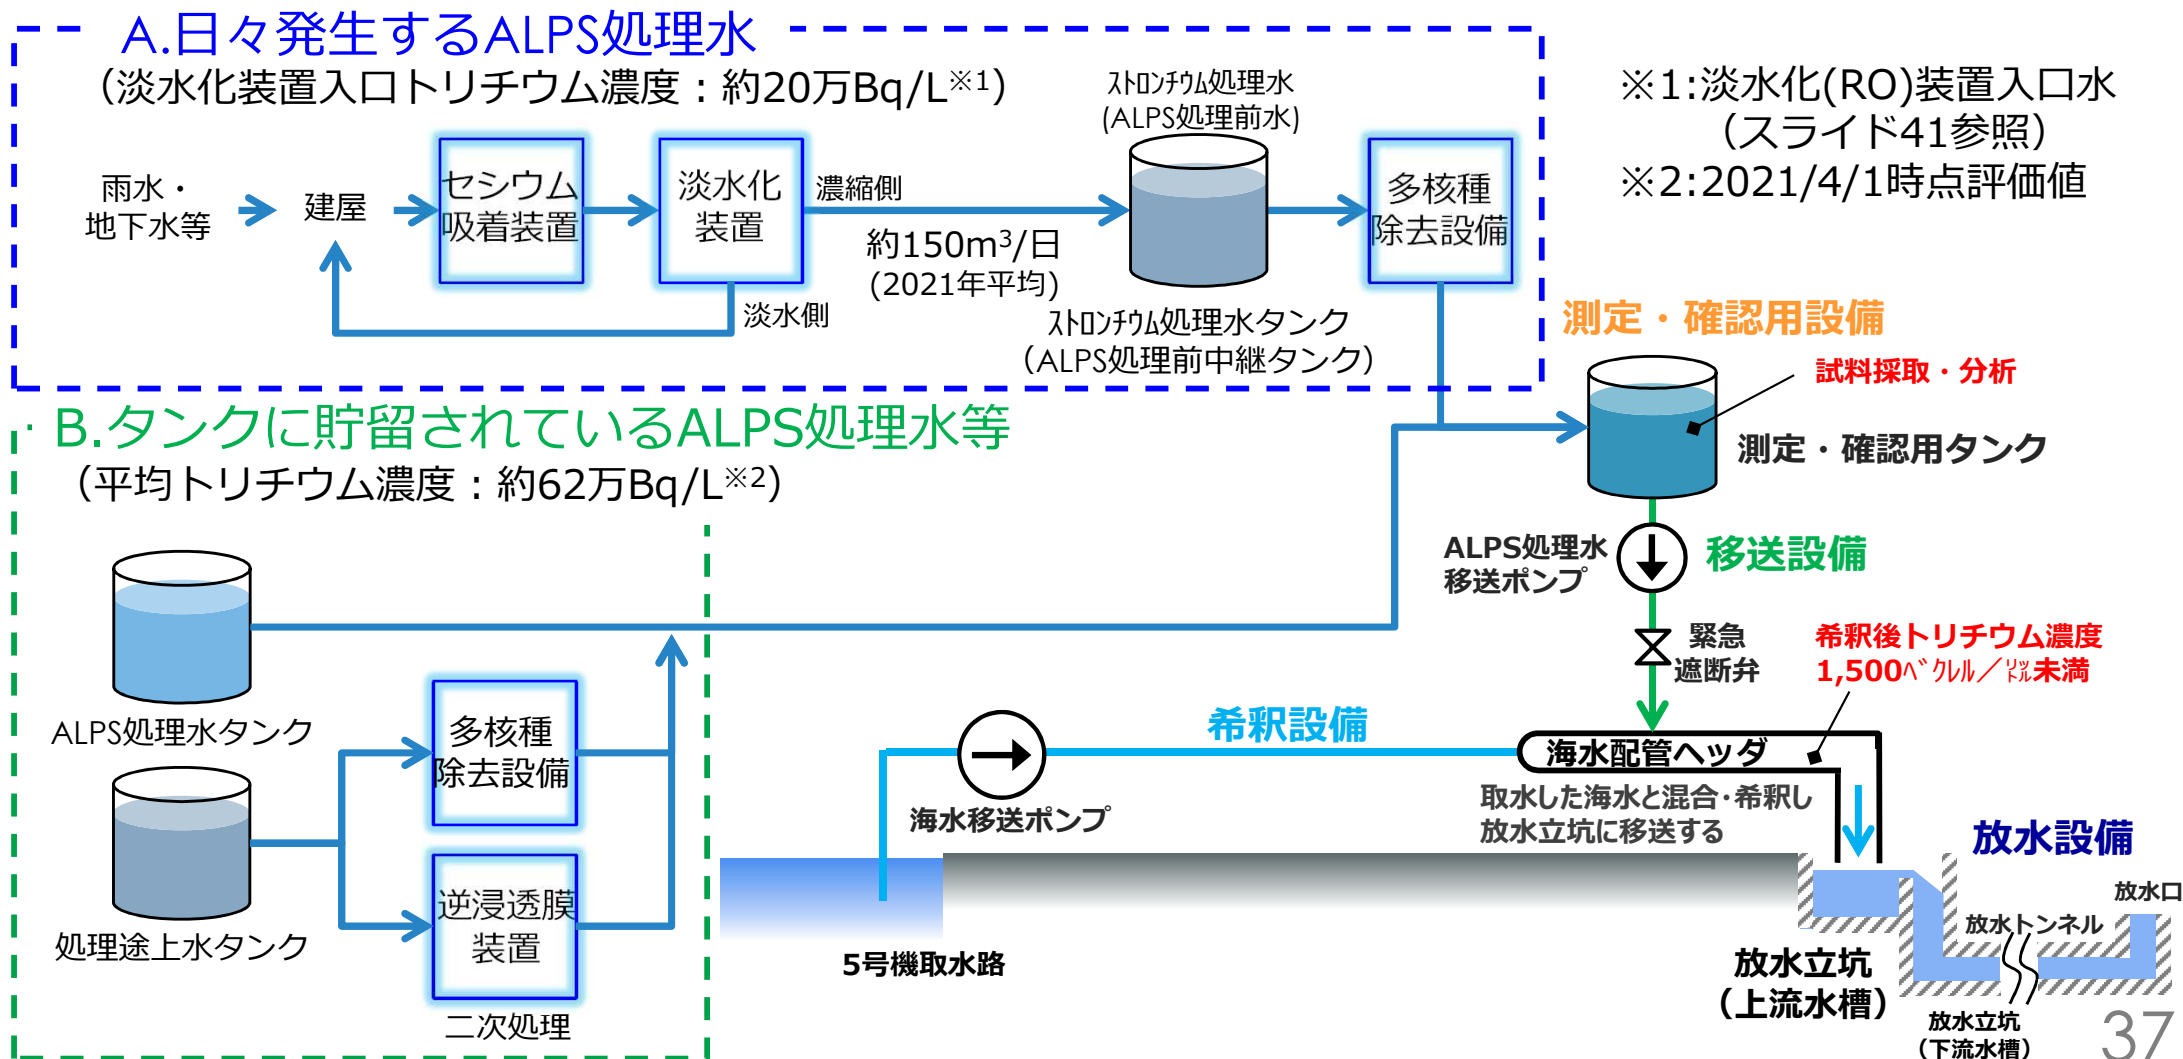 A.日々発生するALPS処理水
（淡水化装置入口トリチウム濃度：約20万Bq/L※1）
※1:淡水化(RO)装置入口水
（スライド41参照）
※2:2021/4/1時点評価値
雨水・
地下水等
建屋
セシウム
吸着装置
淡水化
装置
濃縮側
約150m3/日
(2021年平均)
淡水側
ｽﾄﾛﾝﾁｳﾑ処理水
(ALPS処理前水)
ｽﾄﾛﾝﾁｳﾑ処理水タンク
（ALPS処理前中継タンク）
多核種
除去設備
測定・確認用設備
試料採取・分析
測定・確認用タンク
B.タンクに貯留されているALPS処理水等
（平均トリチウム濃度：約62万Bq/L※2）
ALPS処理水タンク
処理途上水タンク
多核種
除去設備
逆浸透膜
装置
二次処理
ALPS処理水
移送ポンプ
移送設備
緊急
遮断弁
希釈後トリチウム濃度
1,500ﾍﾞｸﾚﾙ／ﾘｯﾄﾙ未満
希釈設備
海水配管ヘッダ
海水移送ポンプ
取水した海水と混合・希釈し
放水立坑に移送する
5号機取水路
放水設備
放水口
放水トンネル
放水立坑
（上流水槽）
放水立坑
（下流水槽）
37